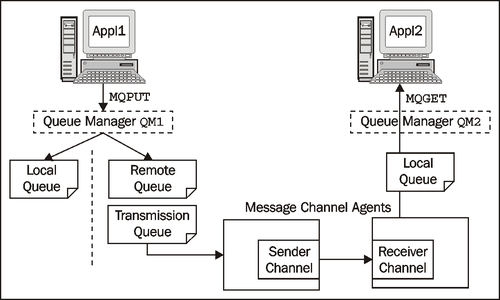 Appl1
Appl2
MQPUT
MQGET
Queue Manager QM1
Queue Manager QM2
Local
Queue
Remote
Queue
Local
Queue
Transmission
Queue
Message Channel Agents
Sender
Channel
Receiver
Channel